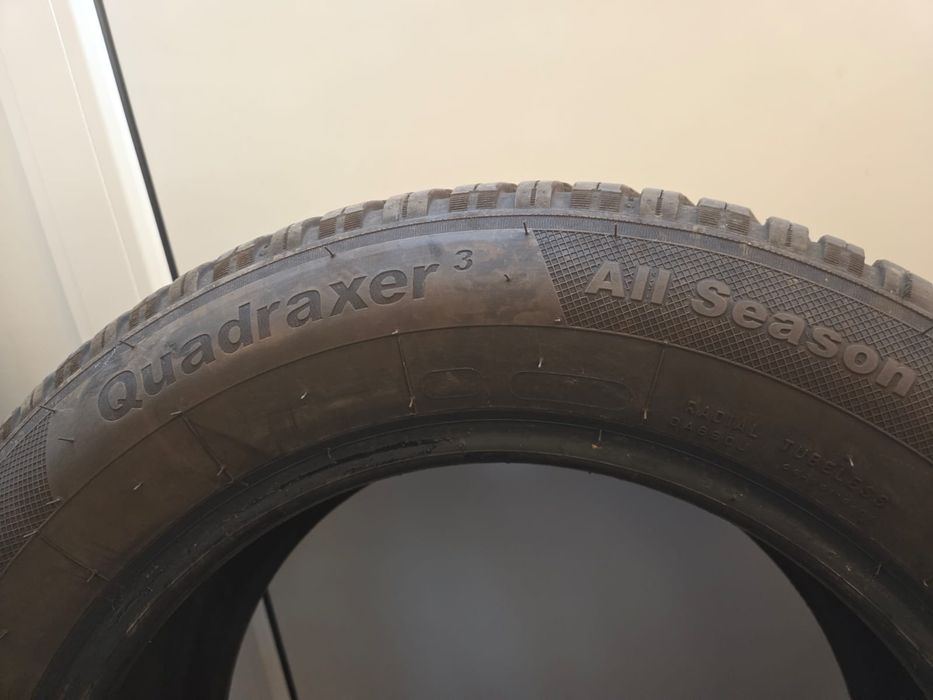 Quadraxer 3
All Season
RADIAL TUBELESS